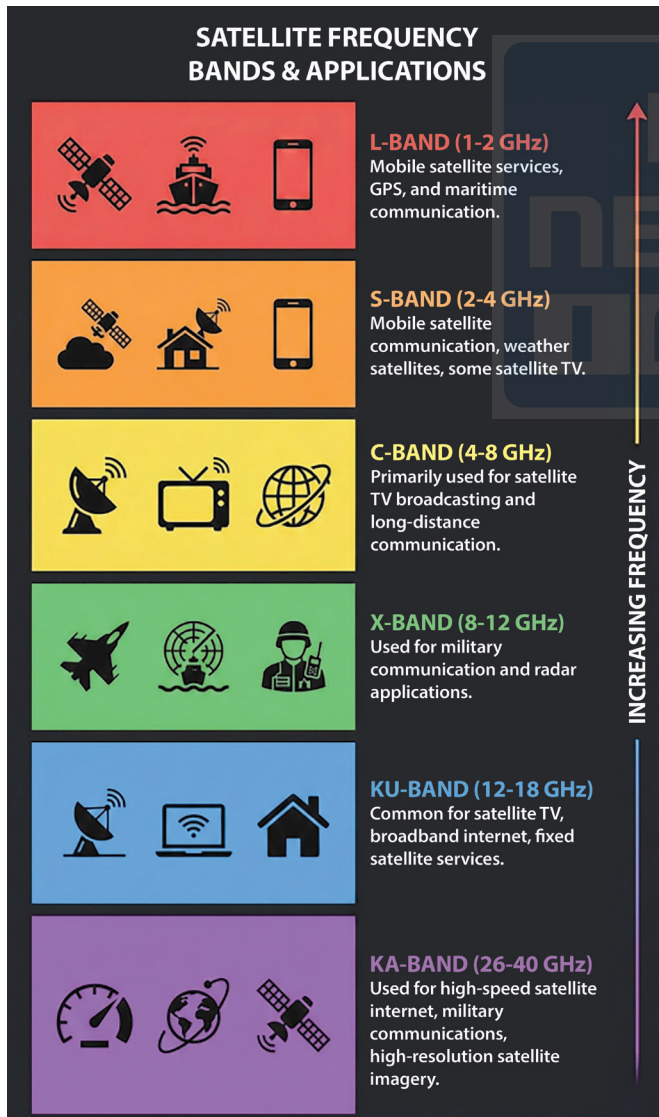 SATELLITE FREQUENCY
BANDS & APPLICATIONS
L-BAND (1-2 GHz)
Mobile satellite services,
GPS, and maritime
communication.
S-BAND (2-4 GHz)
Mobile satellite
communication, weather
satellites, some satellite TV.
C-BAND (4-8 GHz)
Primarily used for satellite
TV broadcasting and
long-distance
communication.
X-BAND (8-12 GHz)
Used for military
communication and radar
applications.
KU-BAND (12-18 GHz)
Common for satellite TV,
broadband internet, fixed
satellite services.
KA-BAND (26-40 GHz)
Used for high-speed satellite
internet, military
communications,
high-resolution satellite
imagery.
INCREASING FREQUENCY